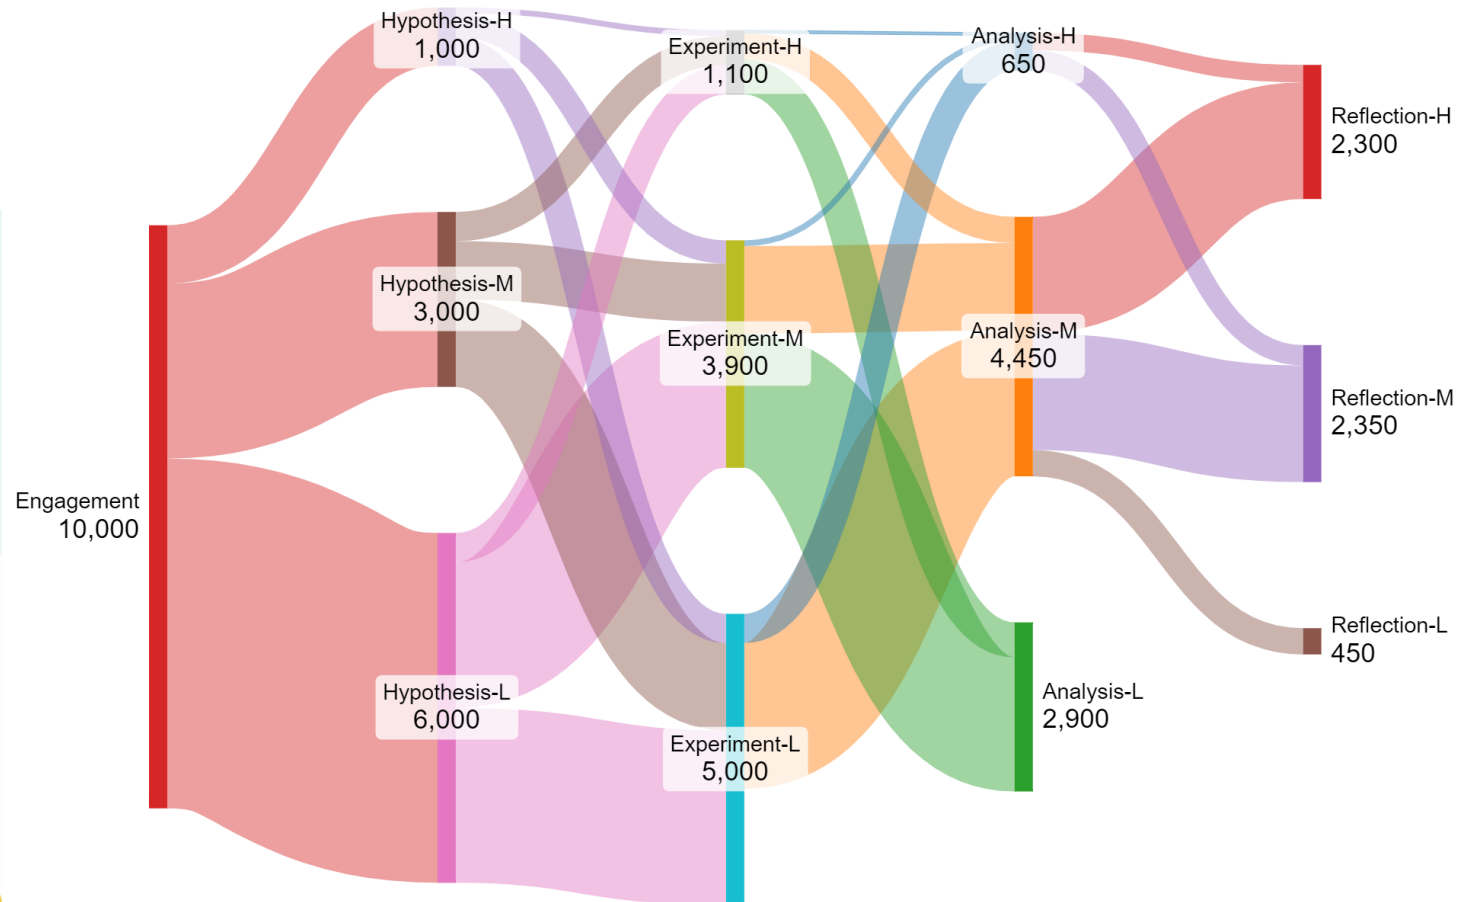 Hypothesis-H
1,000
Experiment-H
1,100
Analysis-H
650
Reflection-H
2,300
Hypothesis-M
3,000
Experiment-M
3,900
Analysis-M
4,450
Reflection-M
2,350
Engagement
10,000
Hypothesis-L
6,000
Experiment-L
5,000
Analysis-L
2,900
Reflection-L
450